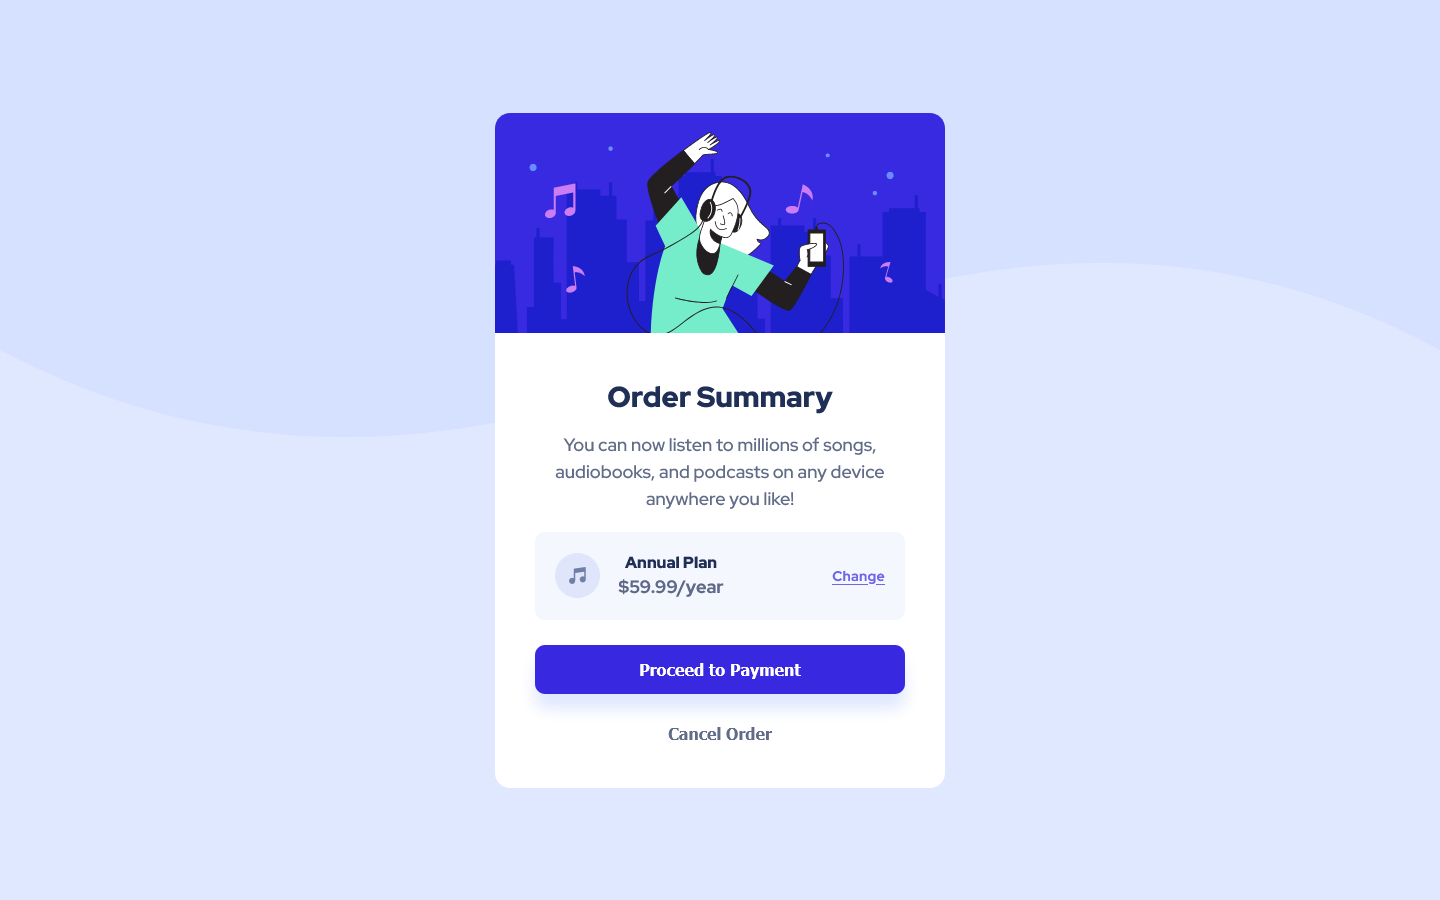 Order Summary
You can now listen to millions of songs,
audiobooks, and podcasts on any device
anywhere you like!
Annual Plan
$59.99/year
Change
Proceed to Payment
Cancel Order